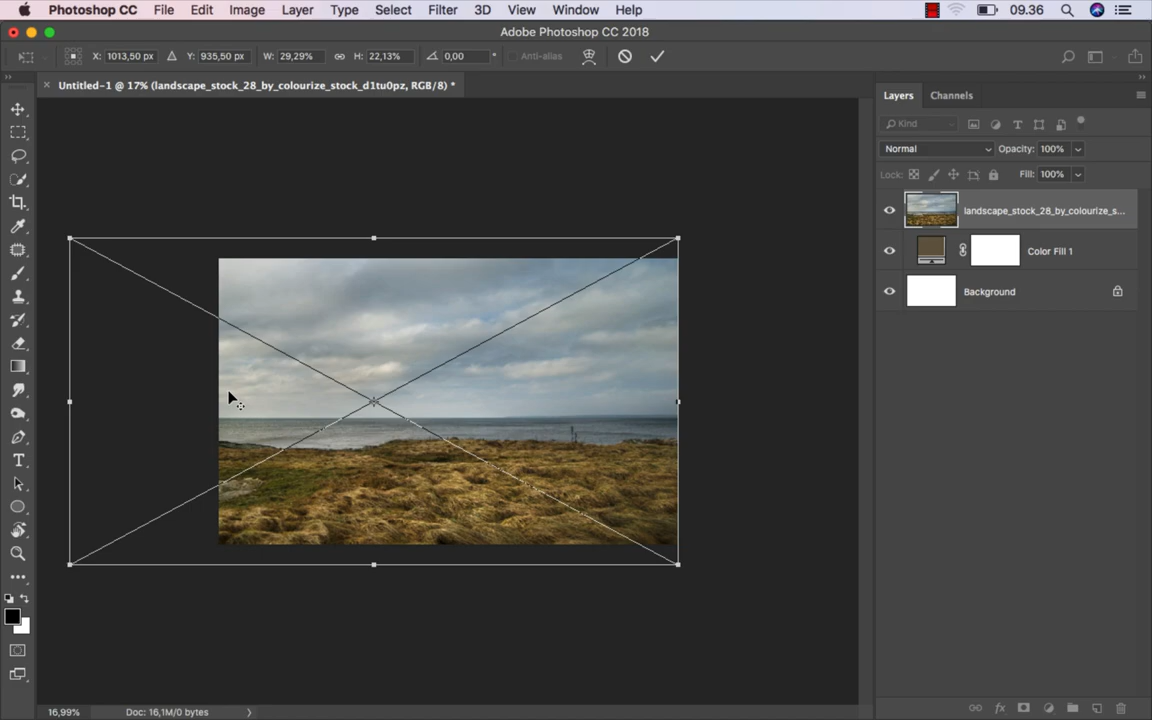 Photoshop CC File Edit Image Layer Type Select Filter 3D View Window Help 09.36
Adobe Photoshop CC 2018
X: 1013,50 px Y: 935,50 px W: 29,29% H: 22,13% 0,00 ° Anti-alias
× Untitled-1 @ 17% (landscape_stock_28_by_colourize_stock_d1tu0pz, RGB/8) *
Layers Channels
Kind
Normal Opacity: 100%
Lock: Fill: 100%
landscape_stock_28_by_colourize_s...
Color Fill 1
Background
16,99% Doc: 16,1M/0 bytes